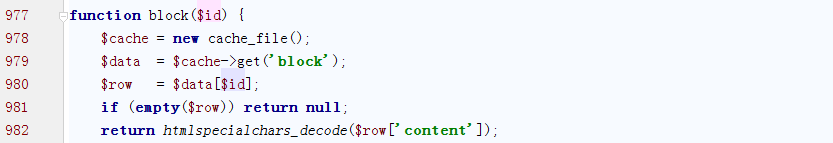 977 function block($id) {
978 $cache = new cache_file();
979 $data  = $cache->get('block');
980 $row   = $data[$id];
981 if (empty($row)) return null;
982 return htmlspecialchars_decode($row['content']);